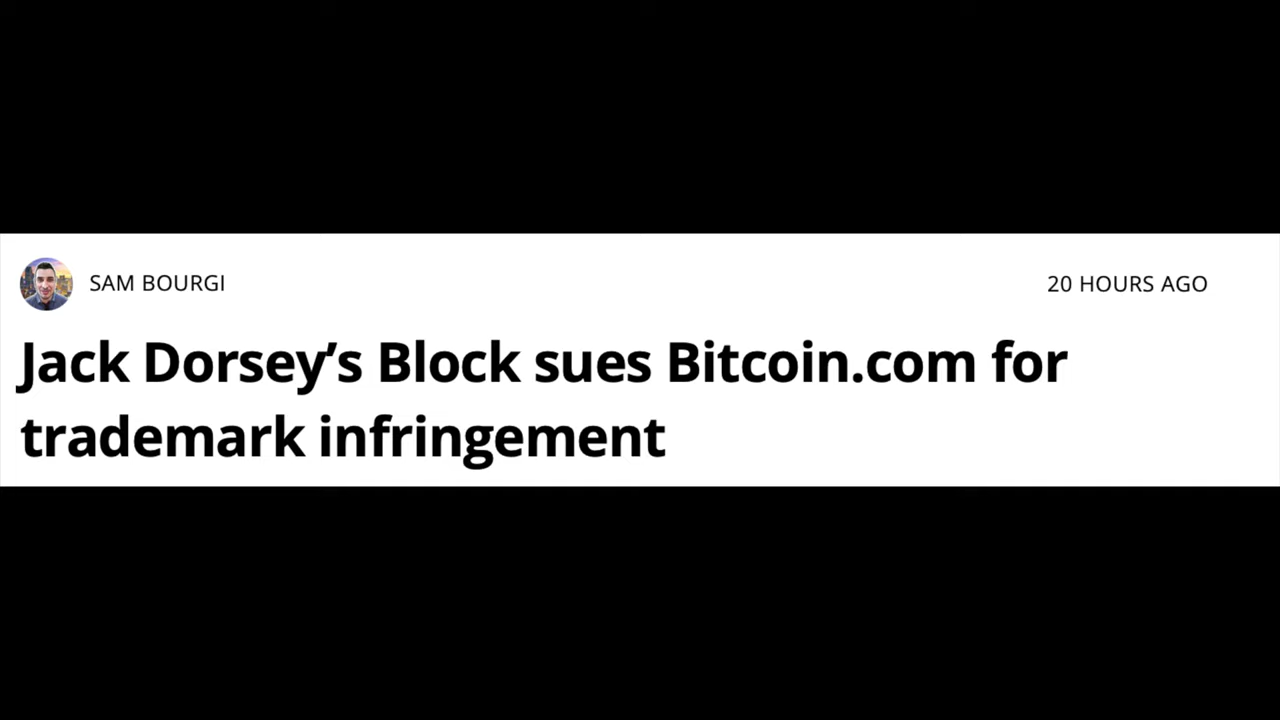 SAM BOURGI
20 HOURS AGO
Jack Dorsey’s Block sues Bitcoin.com for
trademark infringement